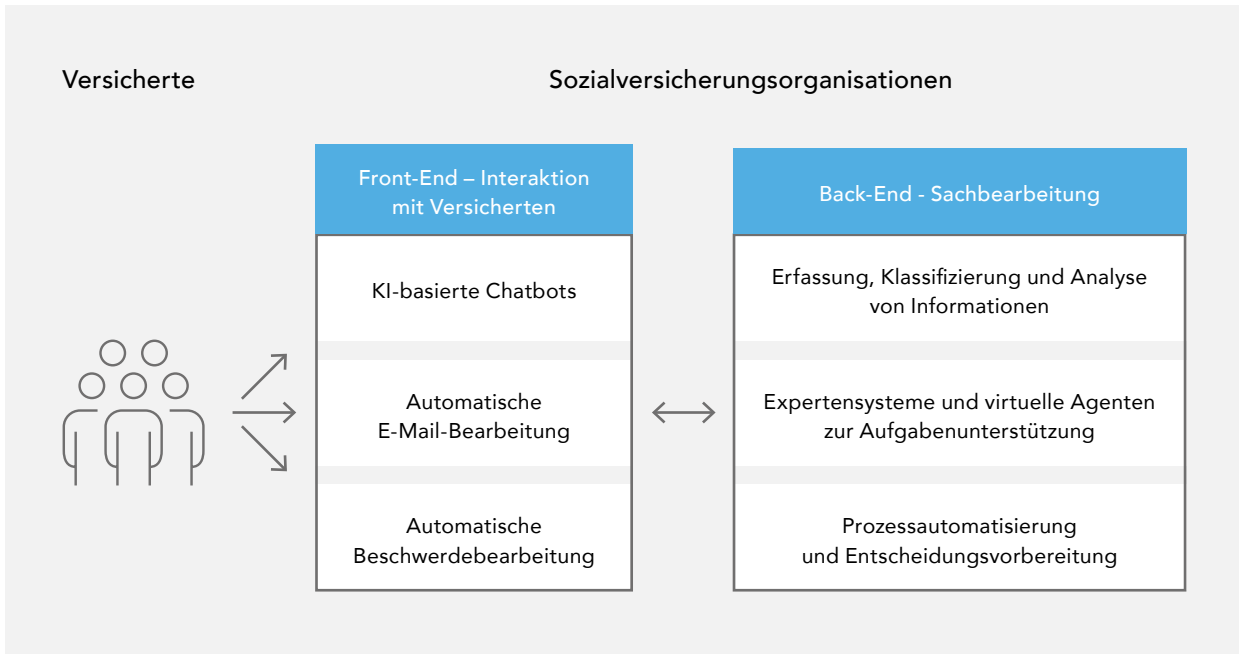 Versicherte
Sozialversicherungsorganisationen
Front-End – Interaktion
mit Versicherten
KI-basierte Chatbots
Automatische
E-Mail-Bearbeitung
Automatische
Beschwerdebearbeitung
Back-End - Sachbearbeitung
Erfassung, Klassifizierung und Analyse
von Informationen
Expertensysteme und virtuelle Agenten
zur Aufgabenunterstützung
Prozessautomatisierung
und Entscheidungsvorbereitung